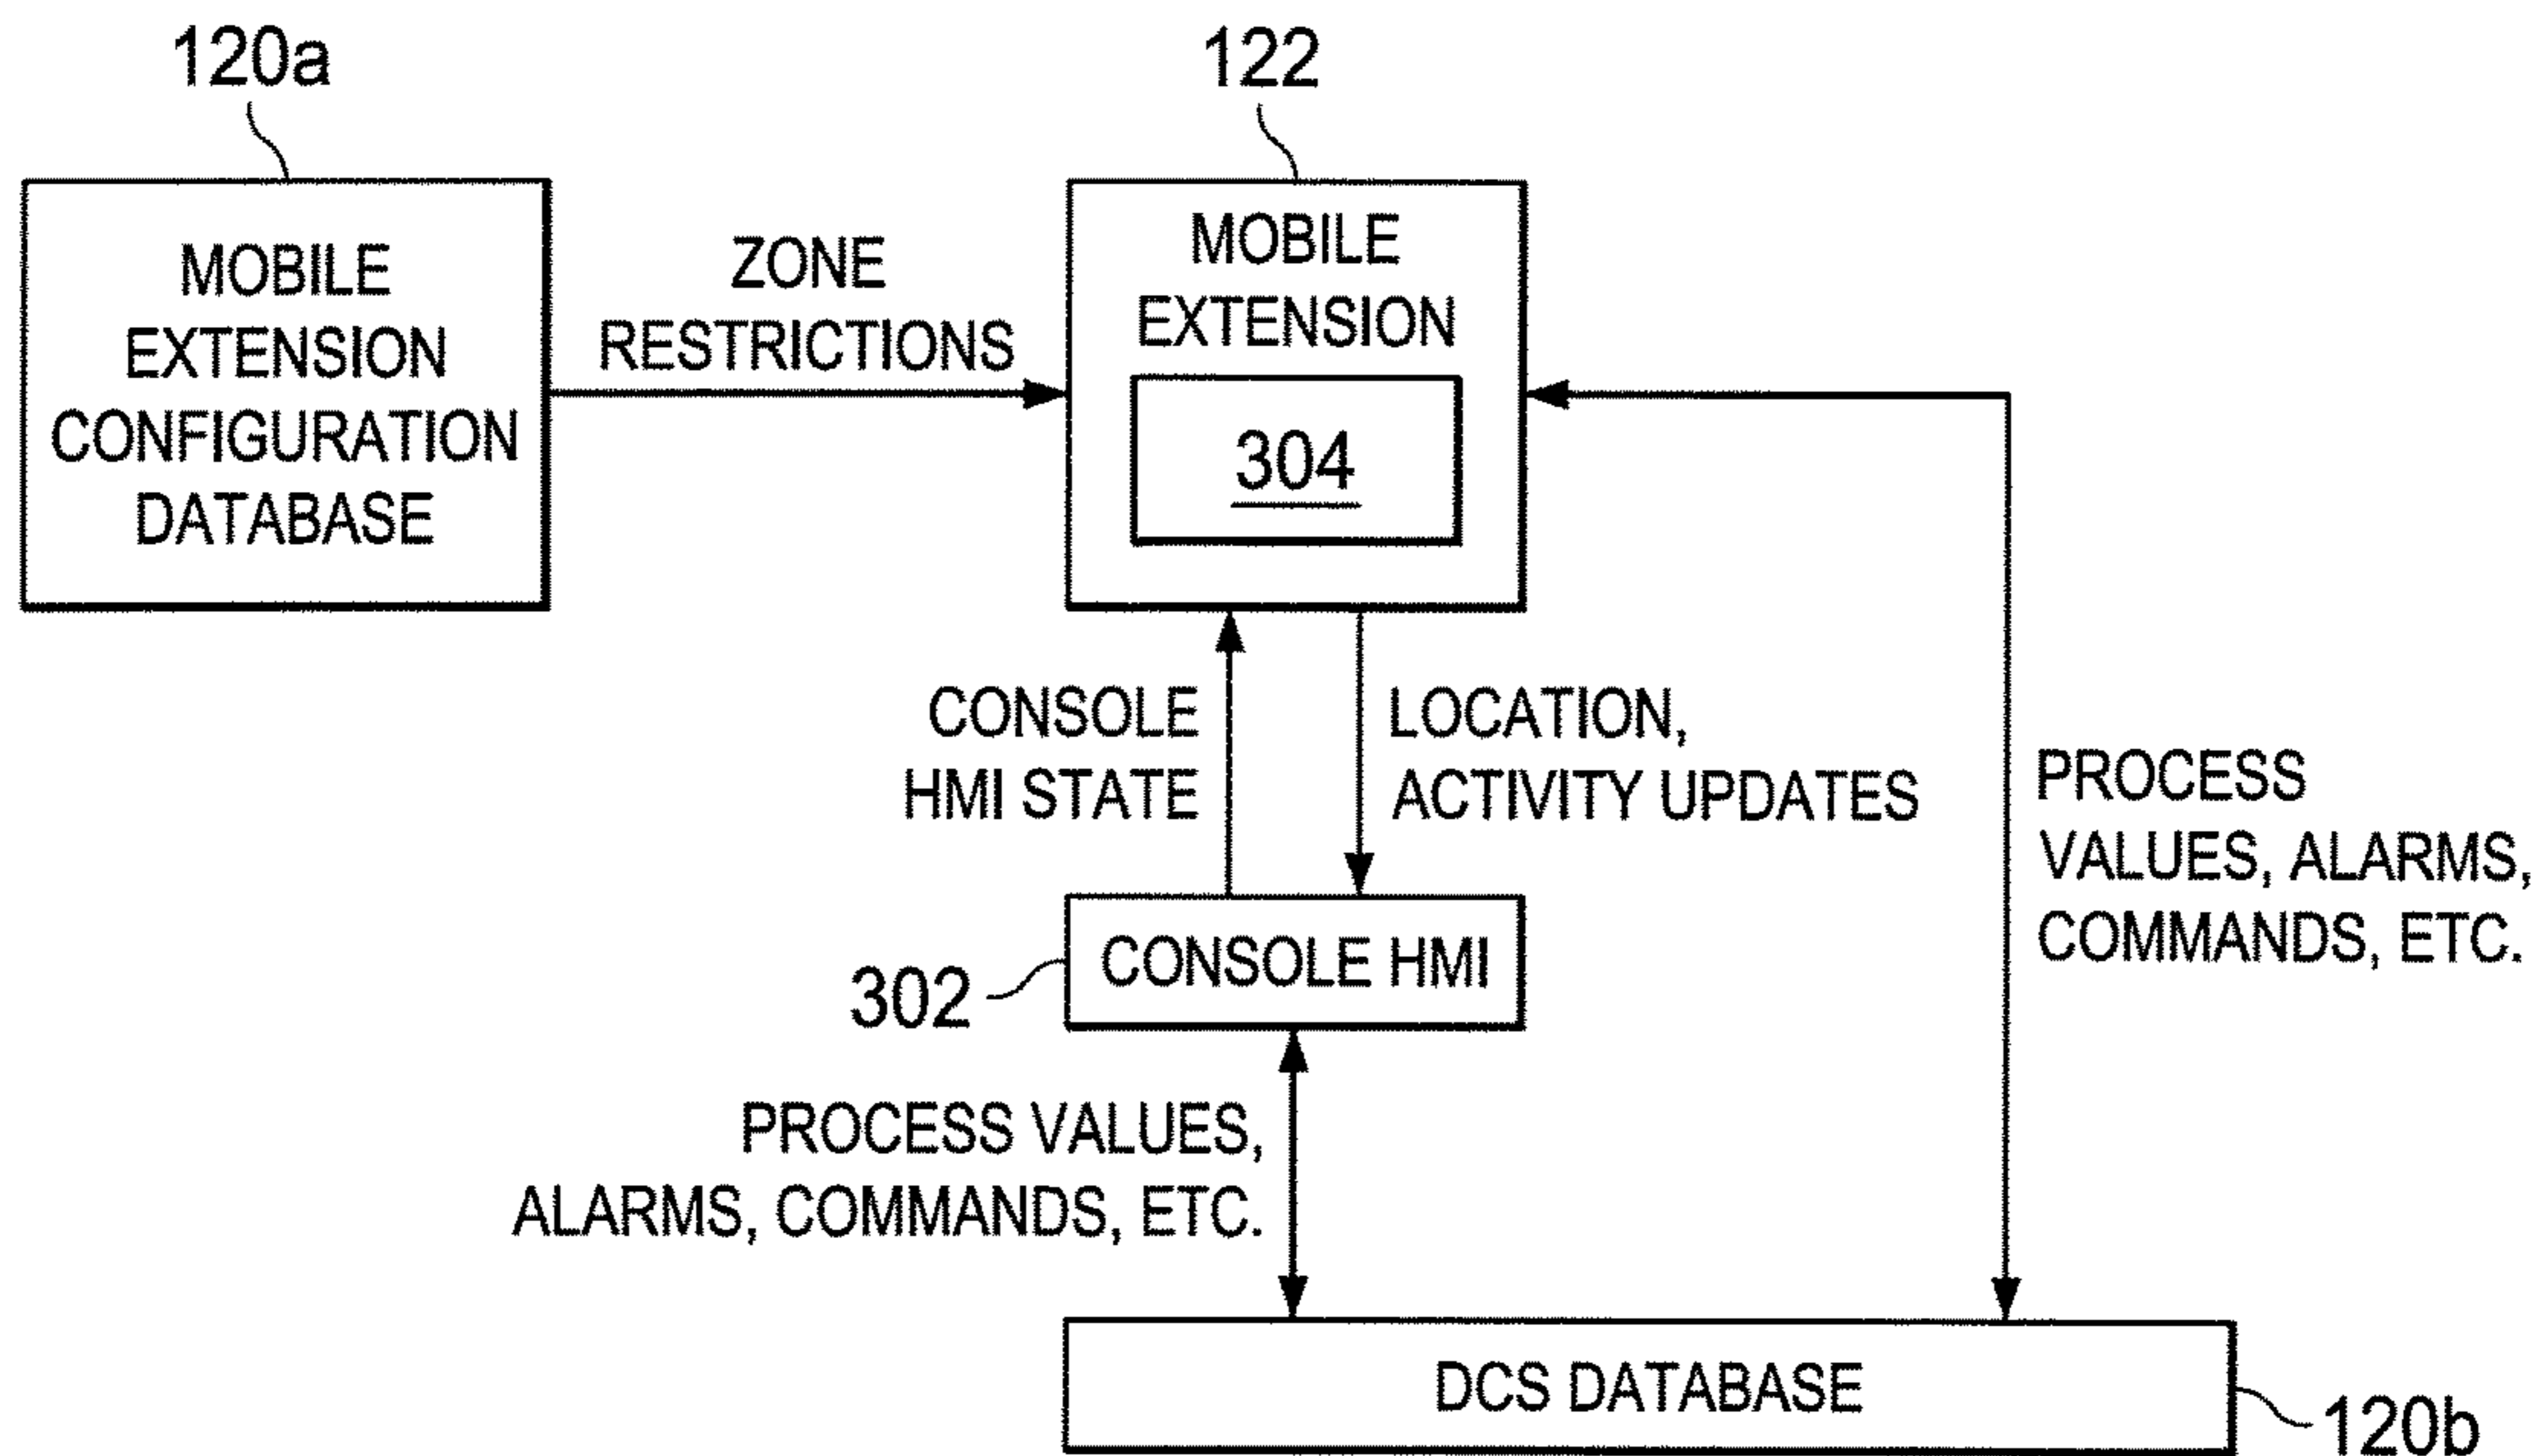 120a
122
MOBILE
EXTENSION
CONFIGURATION
DATABASE
ZONE
RESTRICTIONS
MOBILE
EXTENSION
304
CONSOLE
HMI STATE
LOCATION,
ACTIVITY UPDATES
PROCESS
VALUES, ALARMS,
COMMANDS, ETC.
302
CONSOLE HMI
PROCESS VALUES,
ALARMS, COMMANDS, ETC.
DCS DATABASE
120b